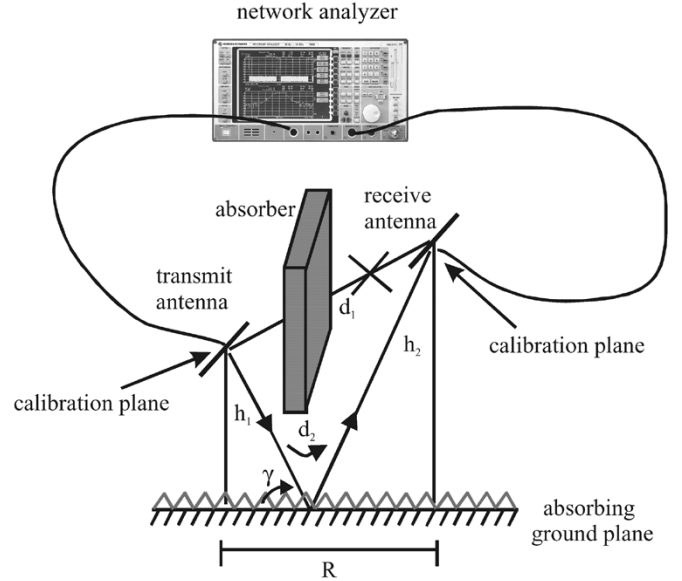 network analyzer
absorber
receive
antenna
transmit
antenna
d₁
h₂
calibration plane
calibration plane
h₁
d₂
γ
absorbing
ground plane
R